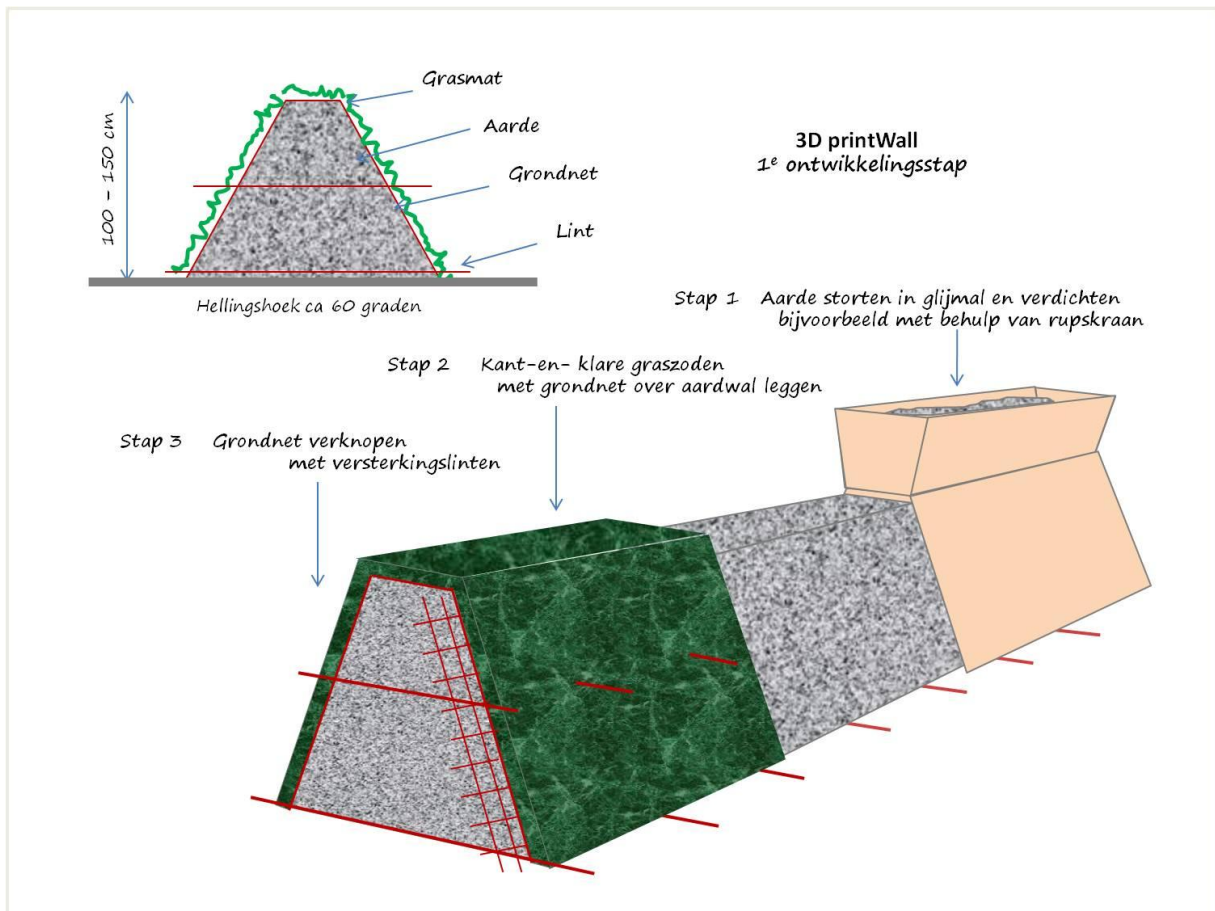 Grasmat
Aarde
Grondnet
Lint
100 – 150 cm
Hellingshoek ca 60 graden
3D printWall
1e ontwikkelingsstap
Stap 1 Aarde storten in glijmal en verdichten
bijvoorbeeld met behulp van rupskraan
Stap 2 Kant-en- klare graszoden
met grondnet over aardwal leggen
Stap 3 Grondnet verknopen
met versterkingslinten